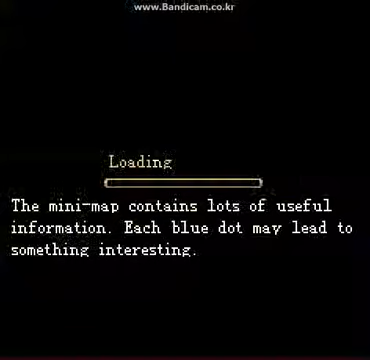 www.Bandicam.co.kr
Loading
The mini-map contains lots of useful
information. Each blue dot may lead to
something interesting.